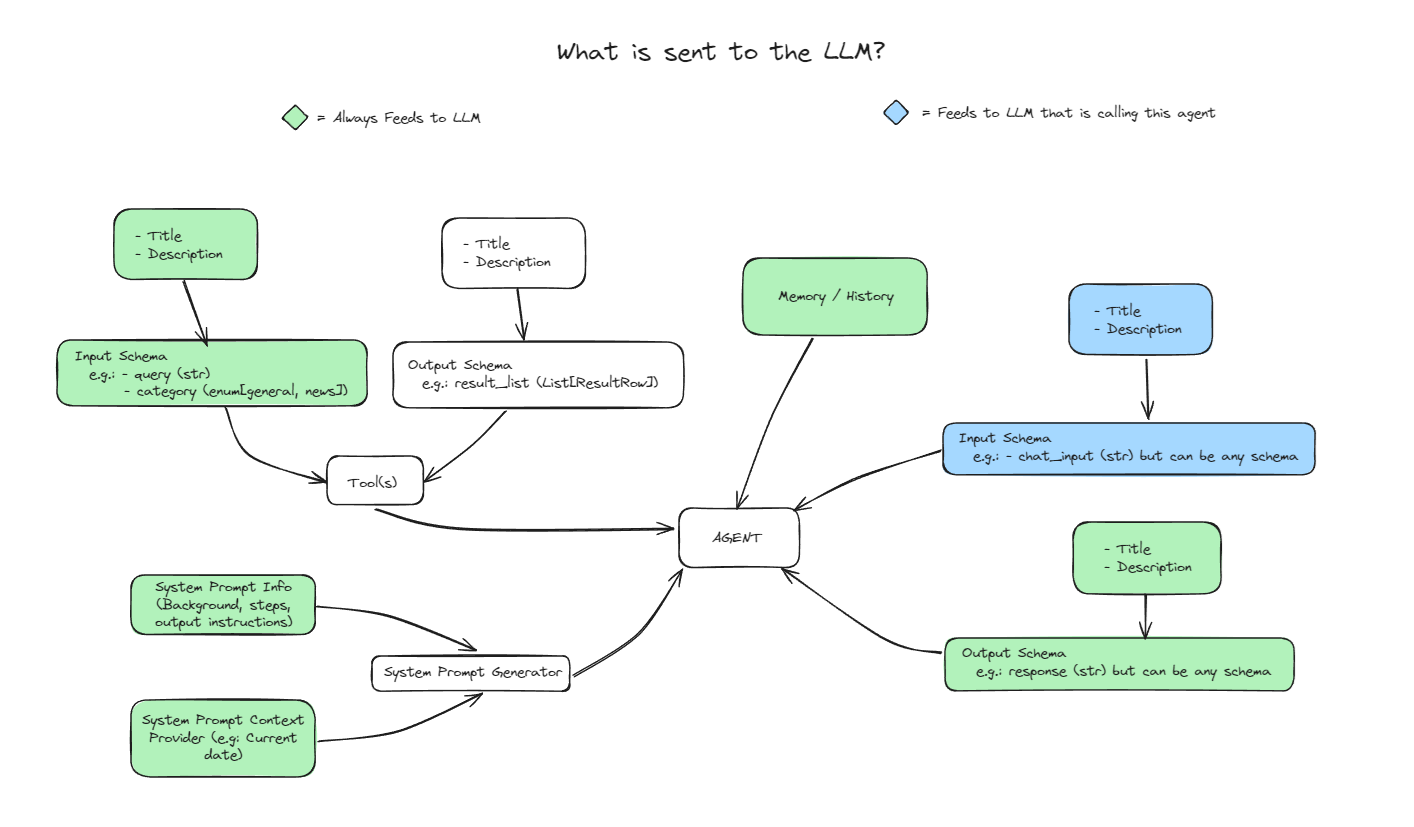 What is sent to the LLM?
= Always Feeds to LLM
= Feeds to LLM that is calling this agent
- Title
- Description
- Title
- Description
Memory / History
- Title
- Description
Input Schema
e.g.: - query (str)
- category (enum[general, news])
Output Schema
e.g.: result_list (List[ResultRow])
Input Schema
e.g.: - chat_input (str) but can be any schema
Tool(s)
AGENT
- Title
- Description
System Prompt Info
(Background, steps,
output instructions)
System Prompt Generator
Output Schema
e.g.: response (str) but can be any schema
System Prompt Context
Provider (e.g: Current
date)